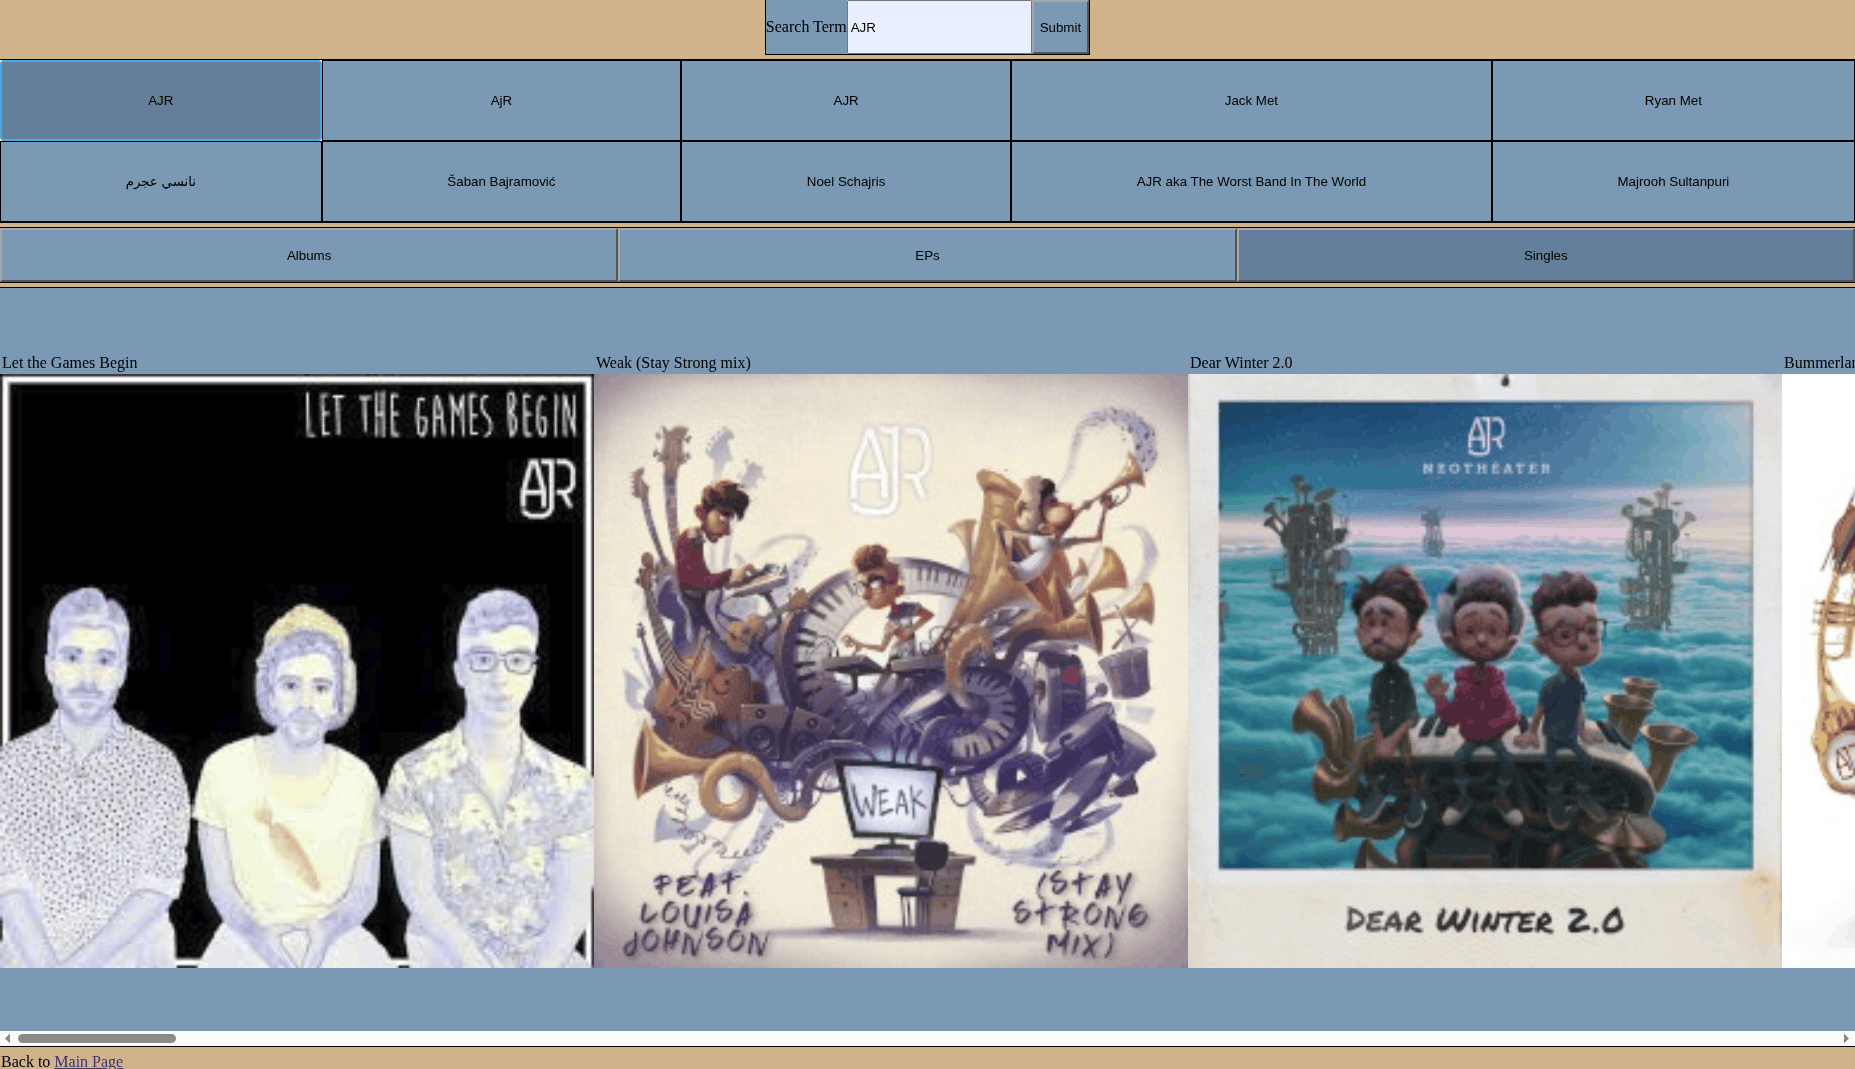 Search Term AJR Submit
AJR AjR AJR Jack Met Ryan Met
نانسي عجرم Šaban Bajramović Noel Schajris AJR aka The Worst Band In The World Majrooh Sultanpuri
Albums EPs Singles
Let the Games Begin Weak (Stay Strong mix) Dear Winter 2.0 Bummerlan
LET THE GAMES BEGIN
AJR
AJR
WEAK
FEAT.
LOUISA
JOHNSON
(STAY
STRONG
MIX)
AJR
NEOTHEATER
DEAR WINTER 2.0
Back to Main Page